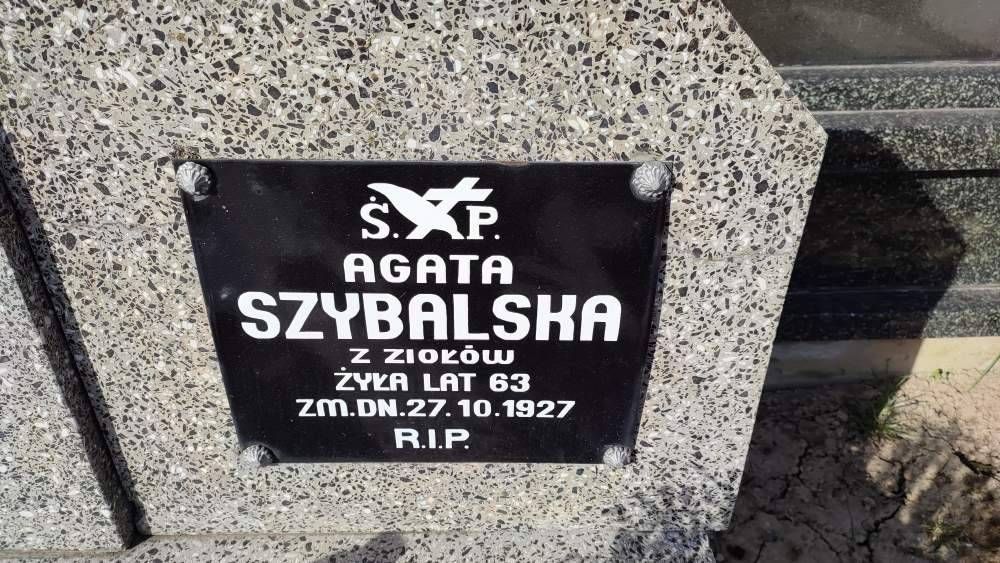 Ś. P.
AGATA
SZYBALSKA
Z ZIOŁÓW
ŻYŁA LAT 63
ZM.DN.27.10.1927
R.I.P.